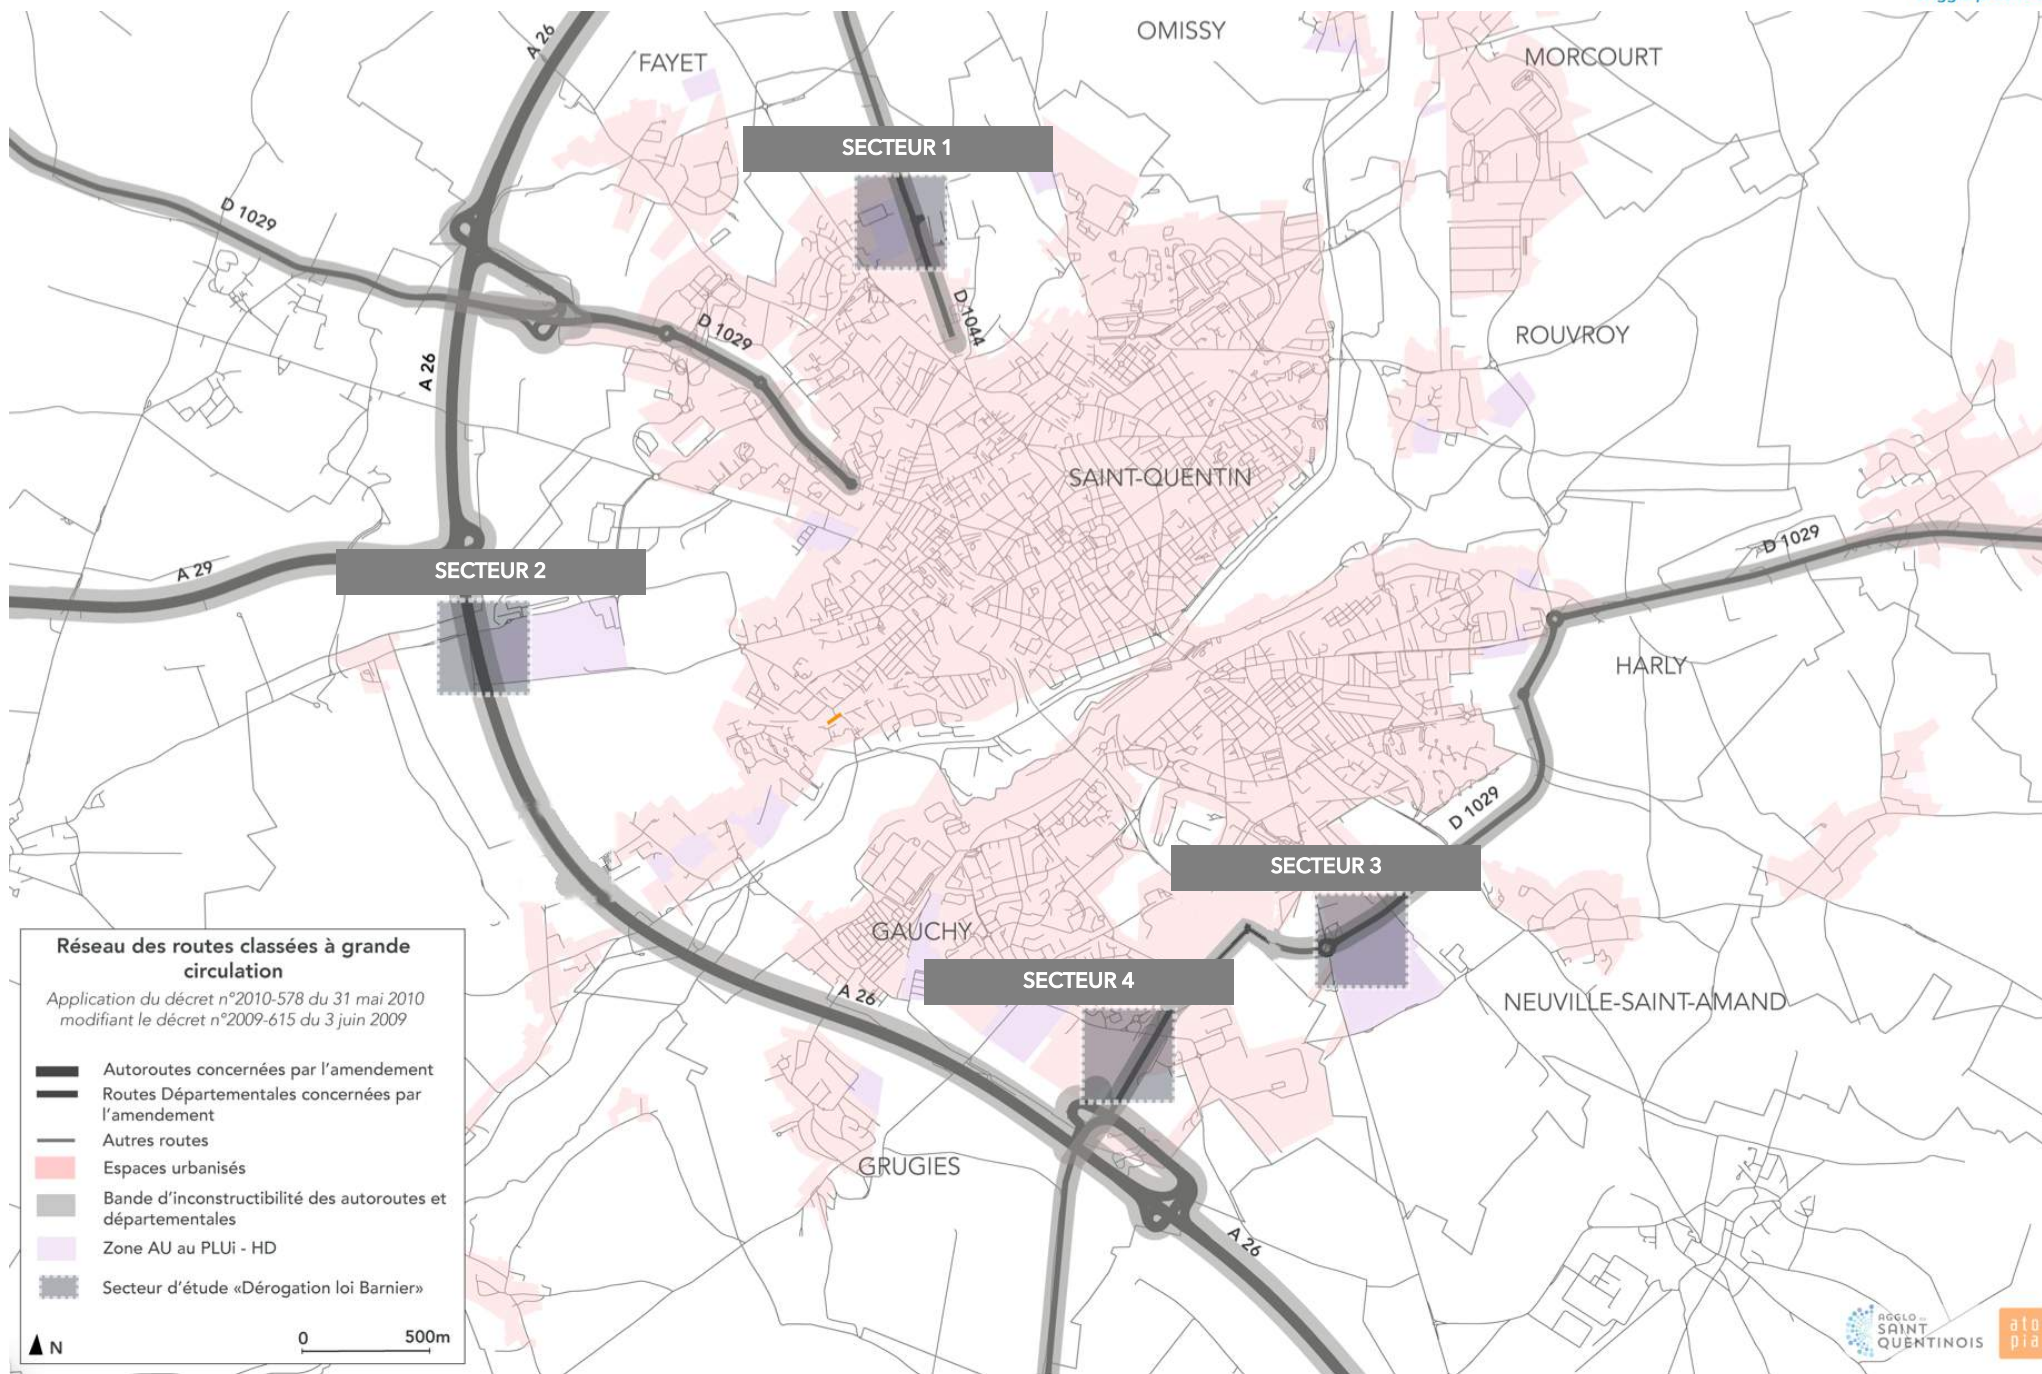 OMISSY
A 26
FAYET
MORCOURT
SECTEUR 1
D 1029
D 1044
D 1029
ROUVROY
A 26
SAINT-QUENTIN
D 1029
A 29
SECTEUR 2
HARLY
D 1029
SECTEUR 3
GAUCHY
SECTEUR 4
A 26
NEUVILLE-SAINT-AMAND
GRUGIES
A 26
Réseau des routes classées à grande
circulation
Application du décret n°2010-578 du 31 mai 2010
modifiant le décret n°2009-615 du 3 juin 2009
Autoroutes concernées par l'amendement
Routes Départementales concernées par
l'amendement
Autres routes
Espaces urbanisés
Bande d'inconstructibilité des autoroutes et
départementales
Zone AU au PLUi - HD
Secteur d'étude «Dérogation loi Barnier»
N
0 500m
AGGLO DU
SAINT
QUENTINOIS
ato
pia